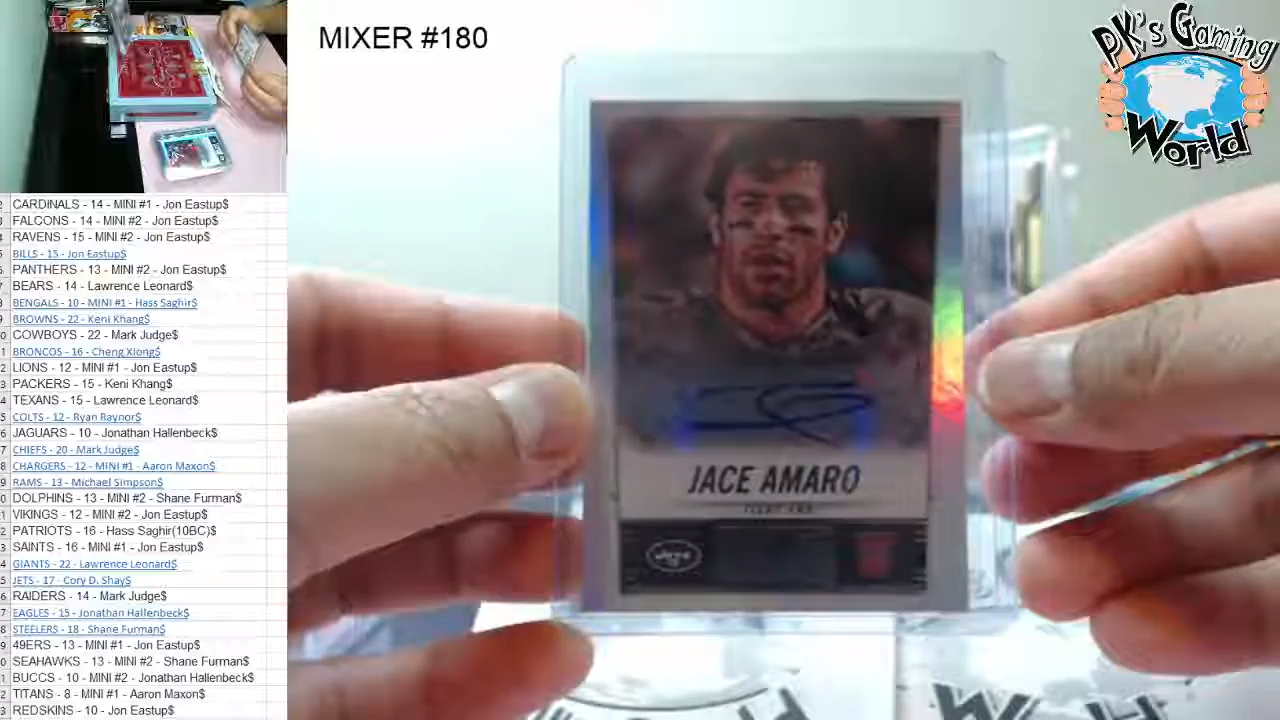 MIXER #180
PK's Gaming
World
CARDINALS - 14 - MINI #1 - Jon Eastup$
FALCONS - 14 - MINI #2 - Jon Eastup$
RAVENS - 15 - MINI #2 - Jon Eastup$
BILLS - 15 - Jon Eastup$
PANTHERS - 13 - MINI #2 - Jon Eastup$
BEARS - 14 - Lawrence Leonard$
BENGALS - 10 - MINI #1 - Hass Saghir$
BROWNS - 22 - Keni Khang$
COWBOYS - 22 - Mark Judge$
BRONCOS - 16 - Cheng Xiong$
LIONS - 12 - MINI #1 - Jon Eastup$
PACKERS - 15 - Keni Khang$
TEXANS - 15 - Lawrence Leonard$
COLTS - 12 - Ryan Raynor$
JAGUARS - 10 - Jonathan Hallenbeck$
CHIEFS - 20 - Mark Judge$
CHARGERS - 12 - MINI #1 - Aaron Maxon$
RAMS - 13 - Michael Simpson$
DOLPHINS - 13 - MINI #2 - Shane Furman$
VIKINGS - 12 - MINI #2 - Jon Eastup$
PATRIOTS - 16 - Hass Saghir(10BC)$
SAINTS - 16 - MINI #1 - Jon Eastup$
GIANTS - 22 - Lawrence Leonard$
JETS - 17 - Cory D. Shay$
RAIDERS - 14 - Mark Judge$
EAGLES - 15 - Jonathan Hallenbeck$
STEELERS - 18 - Shane Furman$
49ERS - 13 - MINI #1 - Jon Eastup$
SEAHAWKS - 13 - MINI #2 - Shane Furman$
BUCCS - 10 - MINI #2 - Jonathan Hallenbeck$
TITANS - 8 - MINI #1 - Aaron Maxon$
REDSKINS - 10 - Jon Eastup$
JACE AMARO
TIGHT END
JETS
World